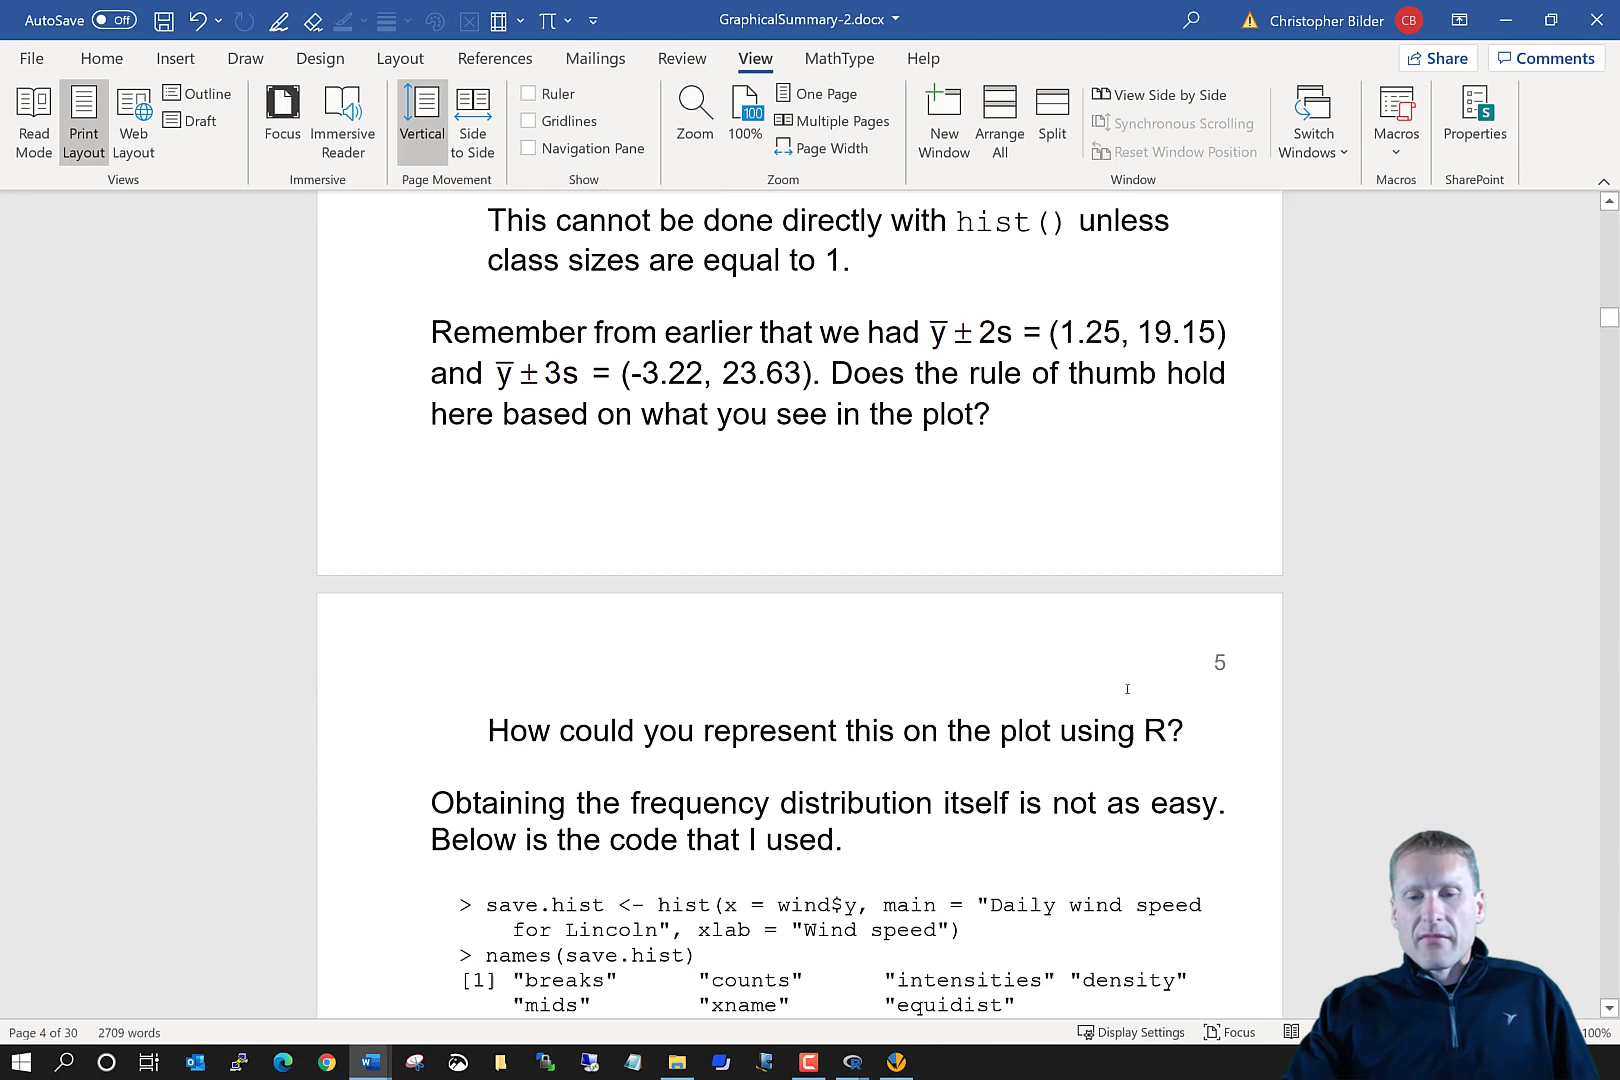 AutoSave Off GraphicalSummary-2.docx Christopher Bilder CB
File Home Insert Draw Design Layout References Mailings Review View MathType Help Share Comments
Read Mode
Print Layout
Web Layout
Outline
Draft
Views
Focus
Immersive Reader
Immersive
Vertical
Side to Side
Page Movement
Ruler
Gridlines
Navigation Pane
Show
Zoom
100
100%
One Page
Multiple Pages
Page Width
Zoom
New Window
Arrange All
Split
View Side by Side
Synchronous Scrolling
Reset Window Position
Window
Switch Windows
Macros
Macros
Properties
SharePoint
This cannot be done directly with hist() unless
class sizes are equal to 1.
Remember from earlier that we had y̅ ± 2s = (1.25, 19.15)
and y̅ ± 3s = (-3.22, 23.63). Does the rule of thumb hold
here based on what you see in the plot?
5
How could you represent this on the plot using R?
Obtaining the frequency distribution itself is not as easy.
Below is the code that I used.
> save.hist <- hist(x = wind$y, main = "Daily wind speed
for Lincoln", xlab = "Wind speed")
> names(save.hist)
[1] "breaks" "counts" "intensities" "density"
"mids" "xname" "equidist"
Page 4 of 30 2709 words Display Settings Focus 100%